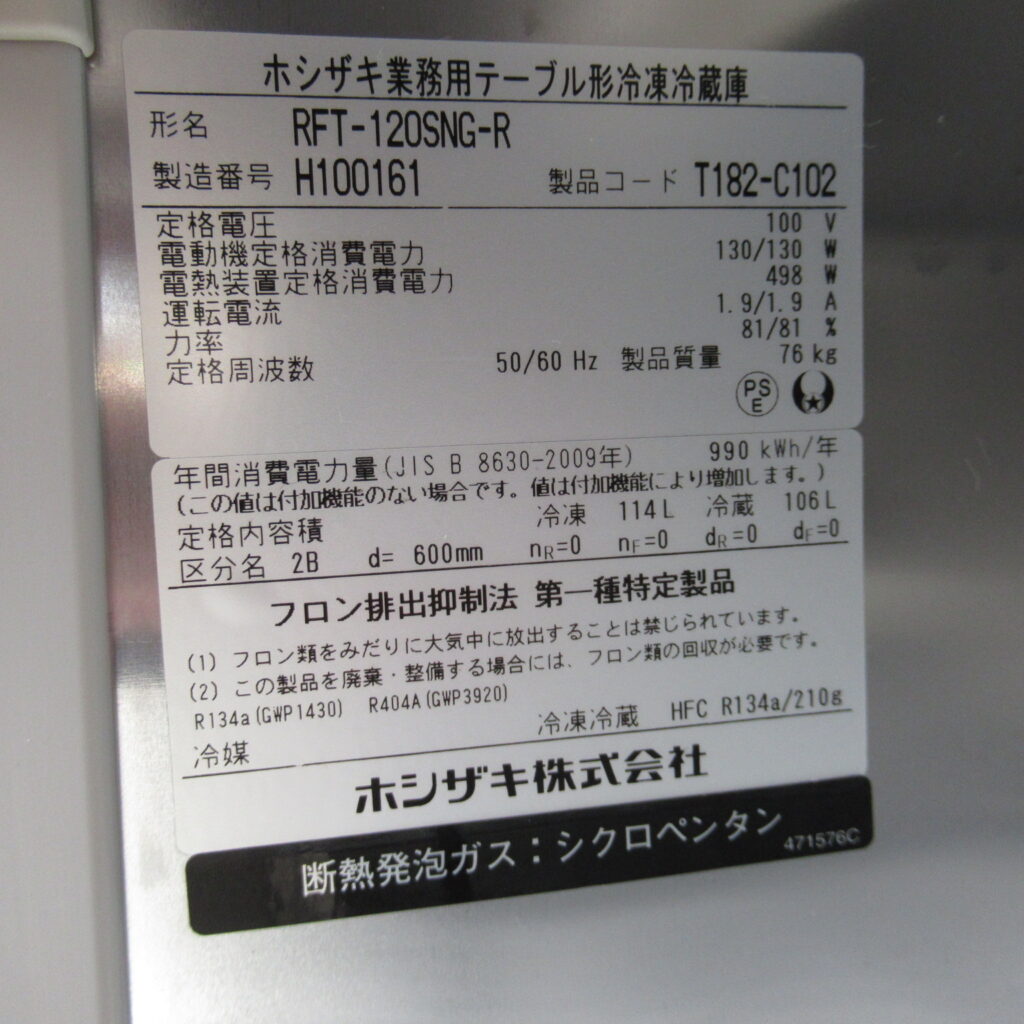 ホシザキ業務用テーブル形冷凍冷蔵庫
形名 RFT-120SNG-R
製造番号 H100161 製品コード T182-C102
定格電圧 100 V
電動機定格消費電力 130/130 W
電熱装置定格消費電力 498 W
運転電流 1.9/1.9 A
力率 81/81 %
定格周波数 50/60 Hz 製品質量 76 kg
PS
E
年間消費電力量(JIS B 8630-2009年) 990 kWh/年
(この値は付加機能のない場合です。値は付加機能により増加します。)
定格内容積 冷凍 114L 冷蔵 106L
区分名 2B d= 600mm nR=0 nF=0 dR=0 dF=0
フロン排出抑制法 第一種特定製品
(1) フロン類をみだりに大気中に放出することは禁じられています。
(2) この製品を廃棄・整備する場合には、フロン類の回収が必要です。
R134a(GWP1430) R404A(GWP3920)
冷媒 冷凍冷蔵 HFC R134a/210g
ホシザキ株式会社
断熱発泡ガス：シクロペンタン
471576C